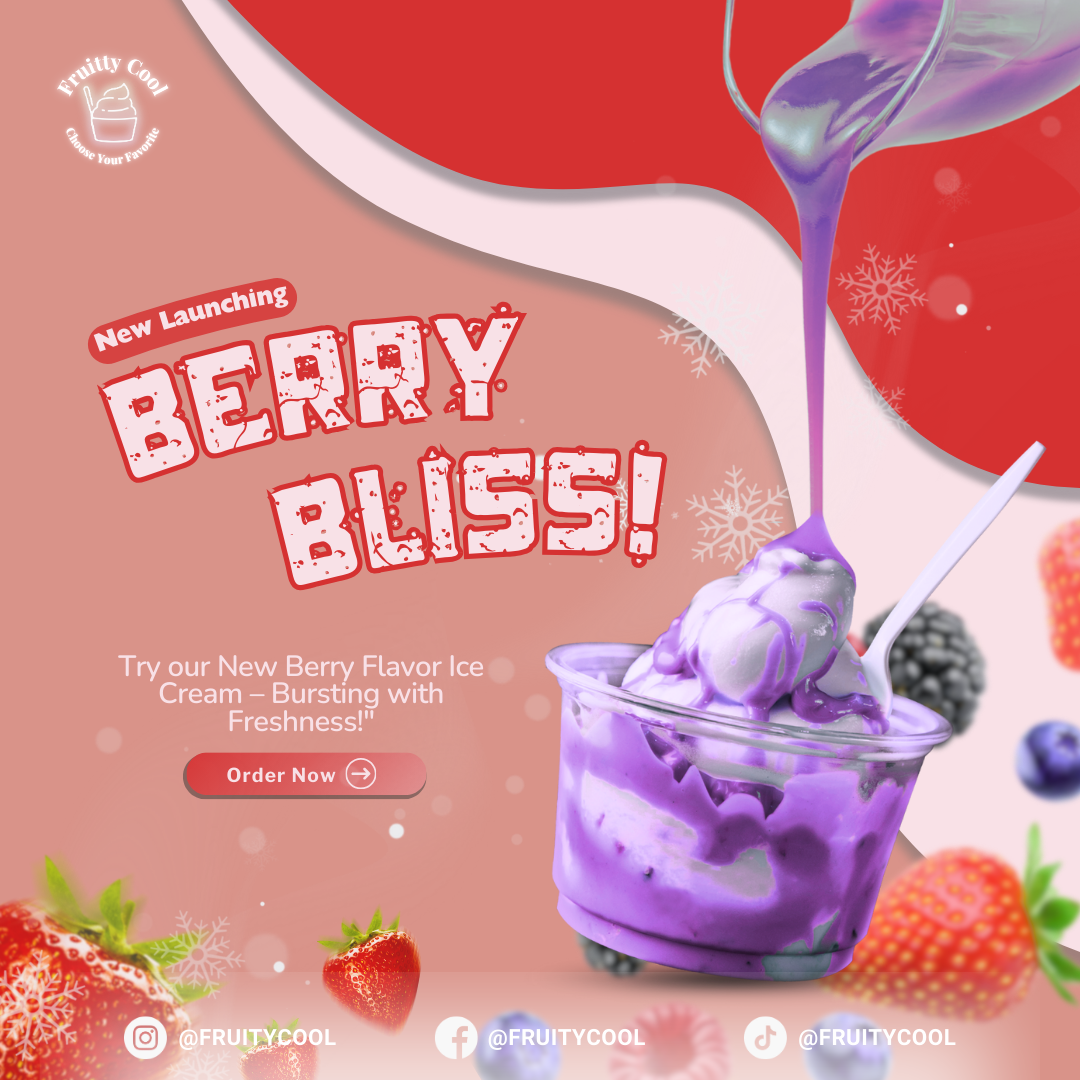 Fruitty Cool
Choose Your Favorite
New Launching
BERRY
BLISS!
Try our New Berry Flavor Ice
Cream – Bursting with
Freshness!"
Order Now
@FRUITYCOOL @FRUITYCOOL @FRUITYCOOL